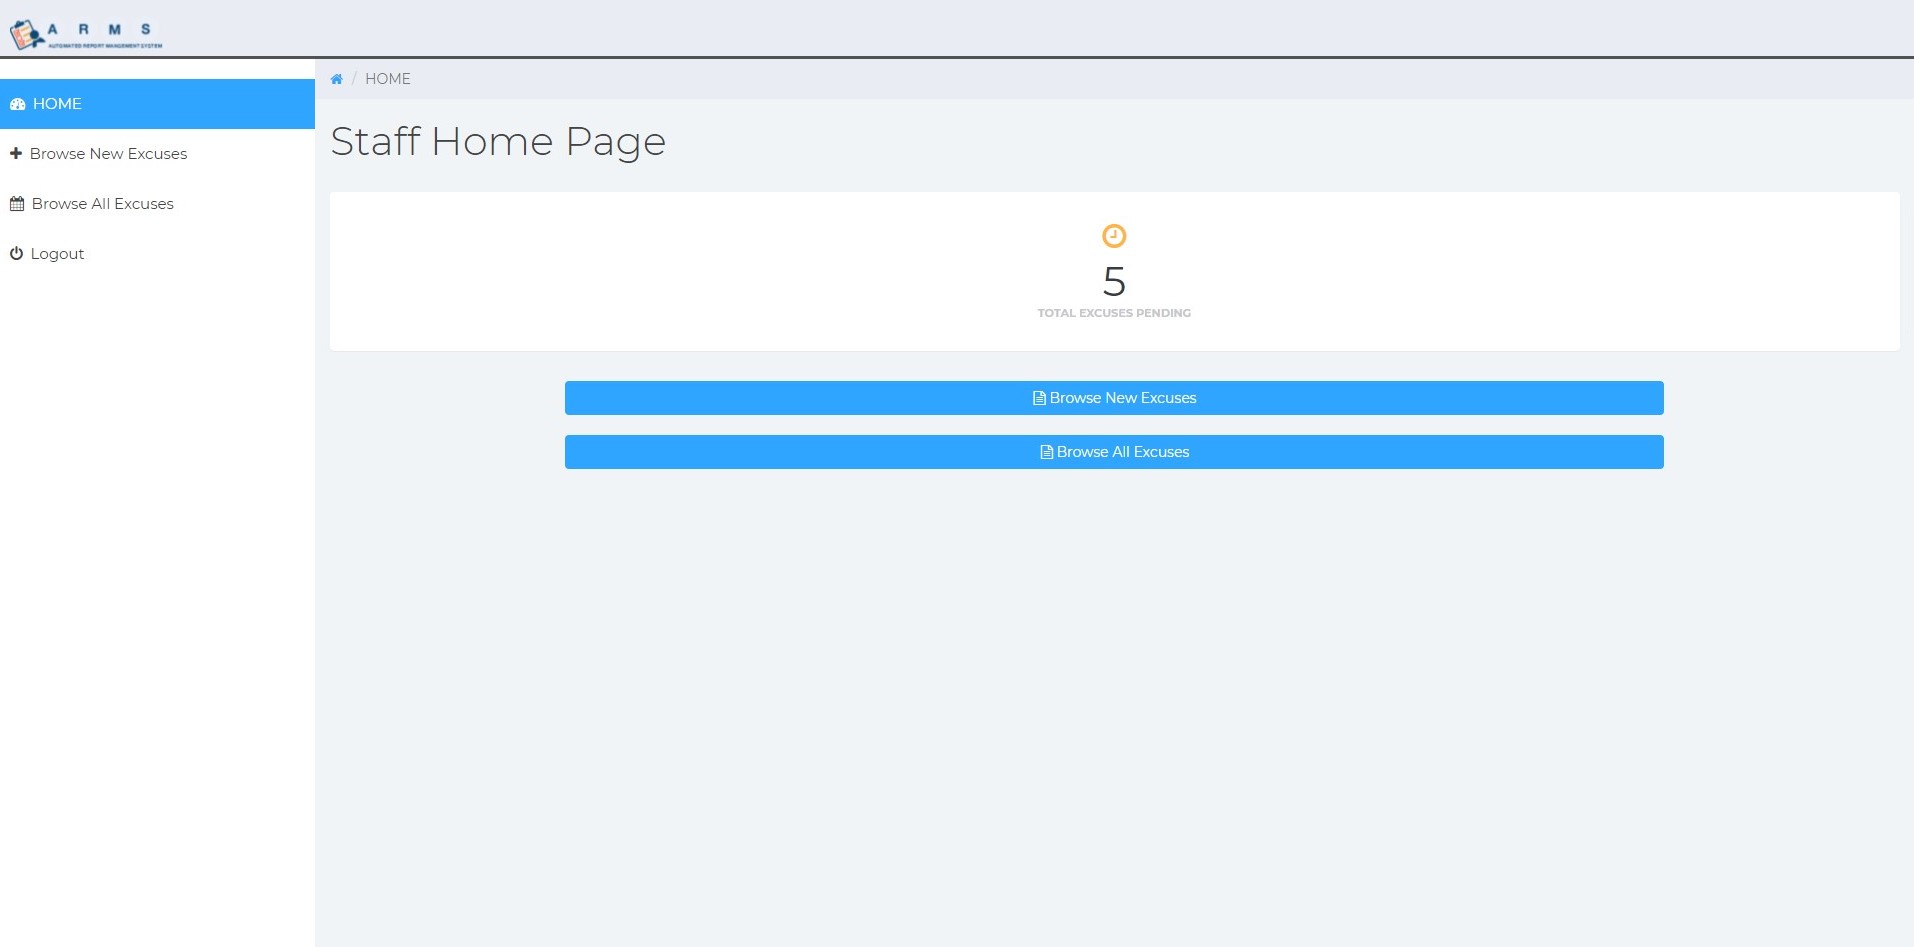 A R M S
AUTOMATED REPORT MANAGEMENT SYSTEM
HOME
Browse New Excuses
Browse All Excuses
Logout
/ HOME
Staff Home Page
5
TOTAL EXCUSES PENDING
Browse New Excuses
Browse All Excuses